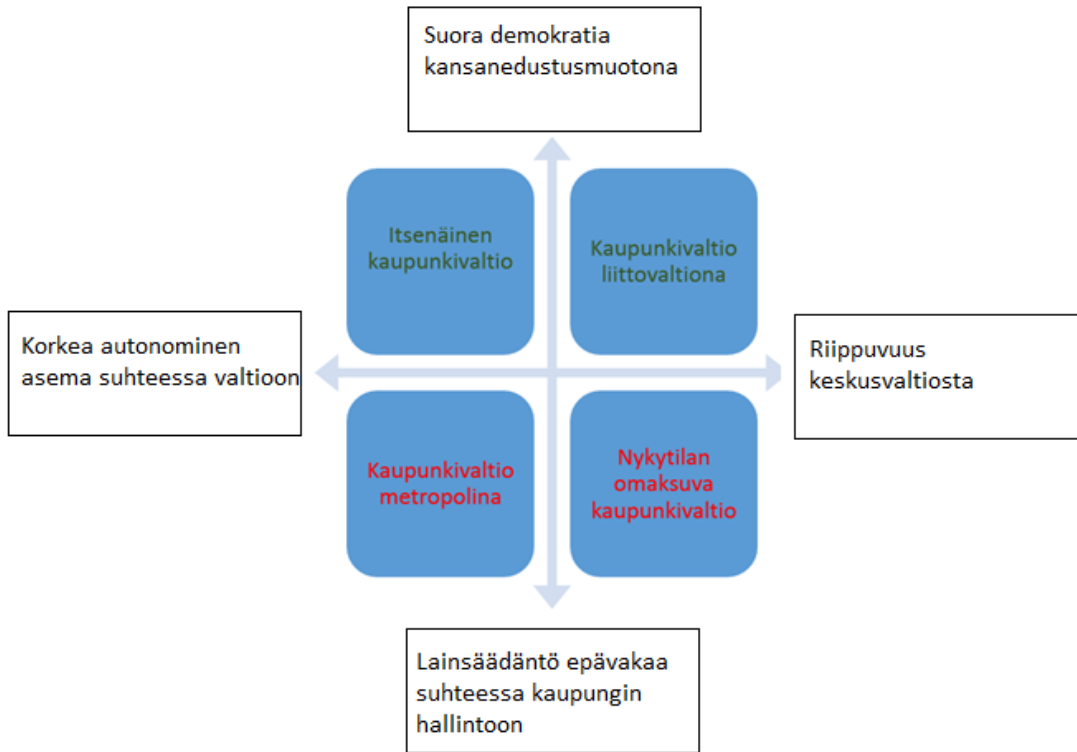 Suora demokratia
kansanedustusmuotona
Itsenäinen
kaupunkivaltio
Kaupunkivaltio
liittovaltiona
Korkea autonominen
asema suhteessa valtioon
Riippuvuus
keskusvaltiosta
Kaupunkivaltio
metropolina
Nykytilan
omaksuva
kaupunkivaltio
Lainsäädäntö epävakaa
suhteessa kaupungin
hallintoon